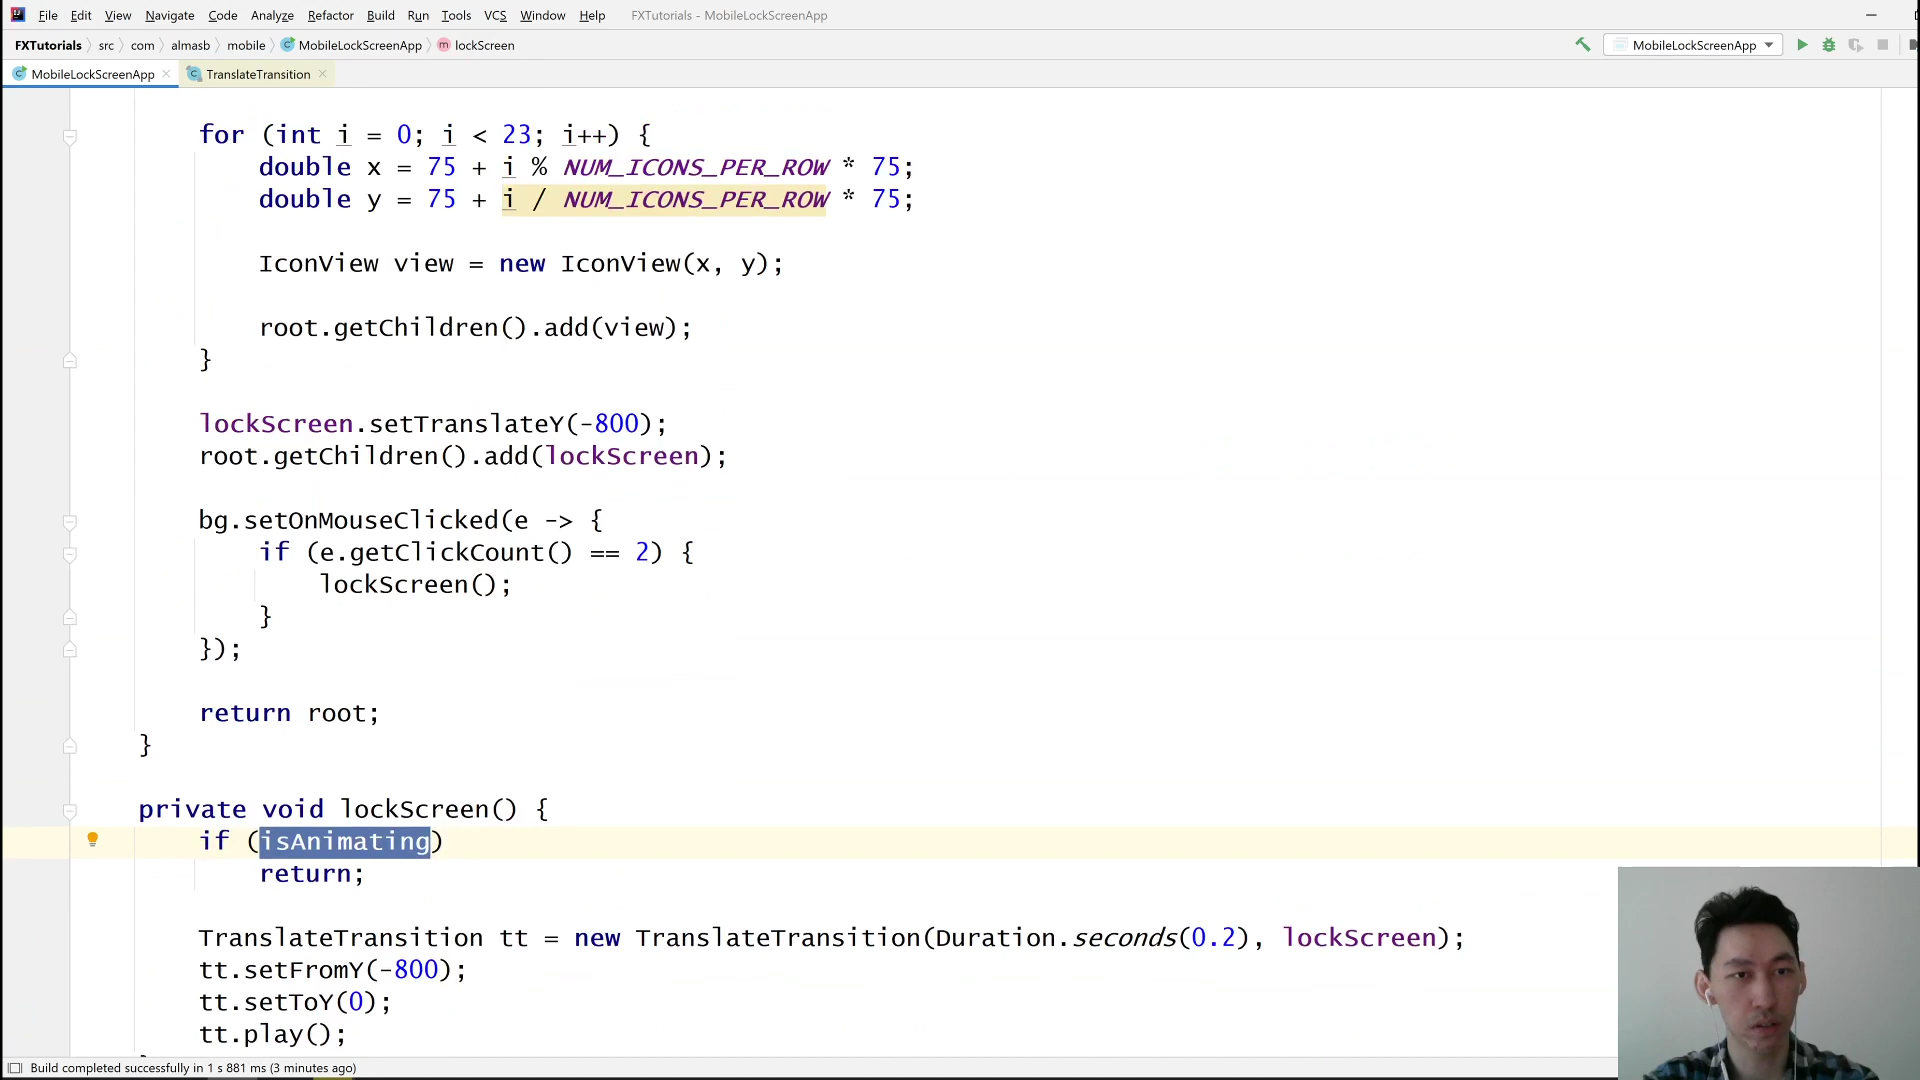 File Edit View Navigate Code Analyze Refactor Build Run Tools VCS Window Help FXTutorials - MobileLockScreenApp
FXTutorials src com almasb mobile MobileLockScreenApp lockScreen MobileLockScreenApp
MobileLockScreenApp TranslateTransition
for (int i = 0; i < 23; i++) {
double x = 75 + i % NUM_ICONS_PER_ROW * 75;
double y = 75 + i / NUM_ICONS_PER_ROW * 75;
IconView view = new IconView(x, y);
root.getChildren().add(view);
}
lockScreen.setTranslateY(-800);
root.getChildren().add(lockScreen);
bg.setOnMouseClicked(e -> {
if (e.getClickCount() == 2) {
lockScreen();
}
});
return root;
}
private void lockScreen() {
if (isAnimating)
return;
TranslateTransition tt = new TranslateTransition(Duration.seconds(0.2), lockScreen);
tt.setFromY(-800);
tt.setToY(0);
tt.play();
Build completed successfully in 1 s 881 ms (3 minutes ago)